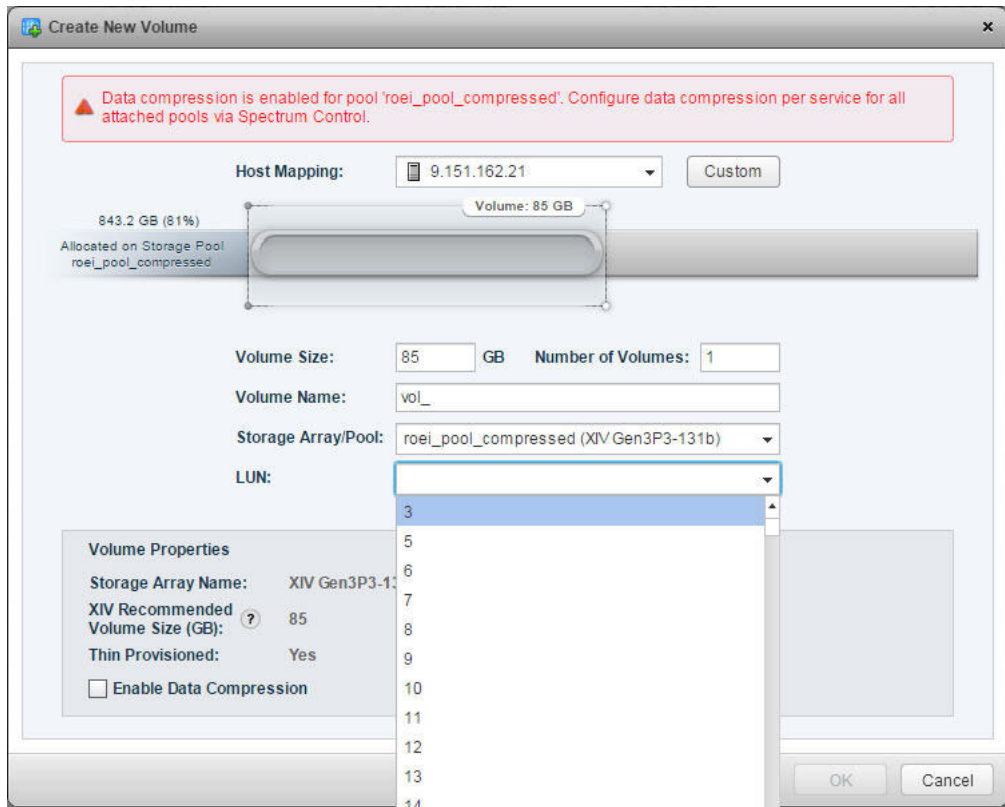 Create New Volume
Data compression is enabled for pool 'roei_pool_compressed'. Configure data compression per service for all
attached pools via Spectrum Control.
Host Mapping: 9.151.162.21 Custom
Volume: 85 GB
843.2 GB (81%)
Allocated on Storage Pool
roei_pool_compressed
Volume Size: 85 GB Number of Volumes: 1
Volume Name: vol_
Storage Array/Pool: roei_pool_compressed (XIV Gen3P3-131b)
LUN:
3
5
6
7
8
9
10
11
12
13
14
Volume Properties
Storage Array Name: XIV Gen3P3-13
XIV Recommended
Volume Size (GB): ? 85
Thin Provisioned: Yes
Enable Data Compression
OK Cancel